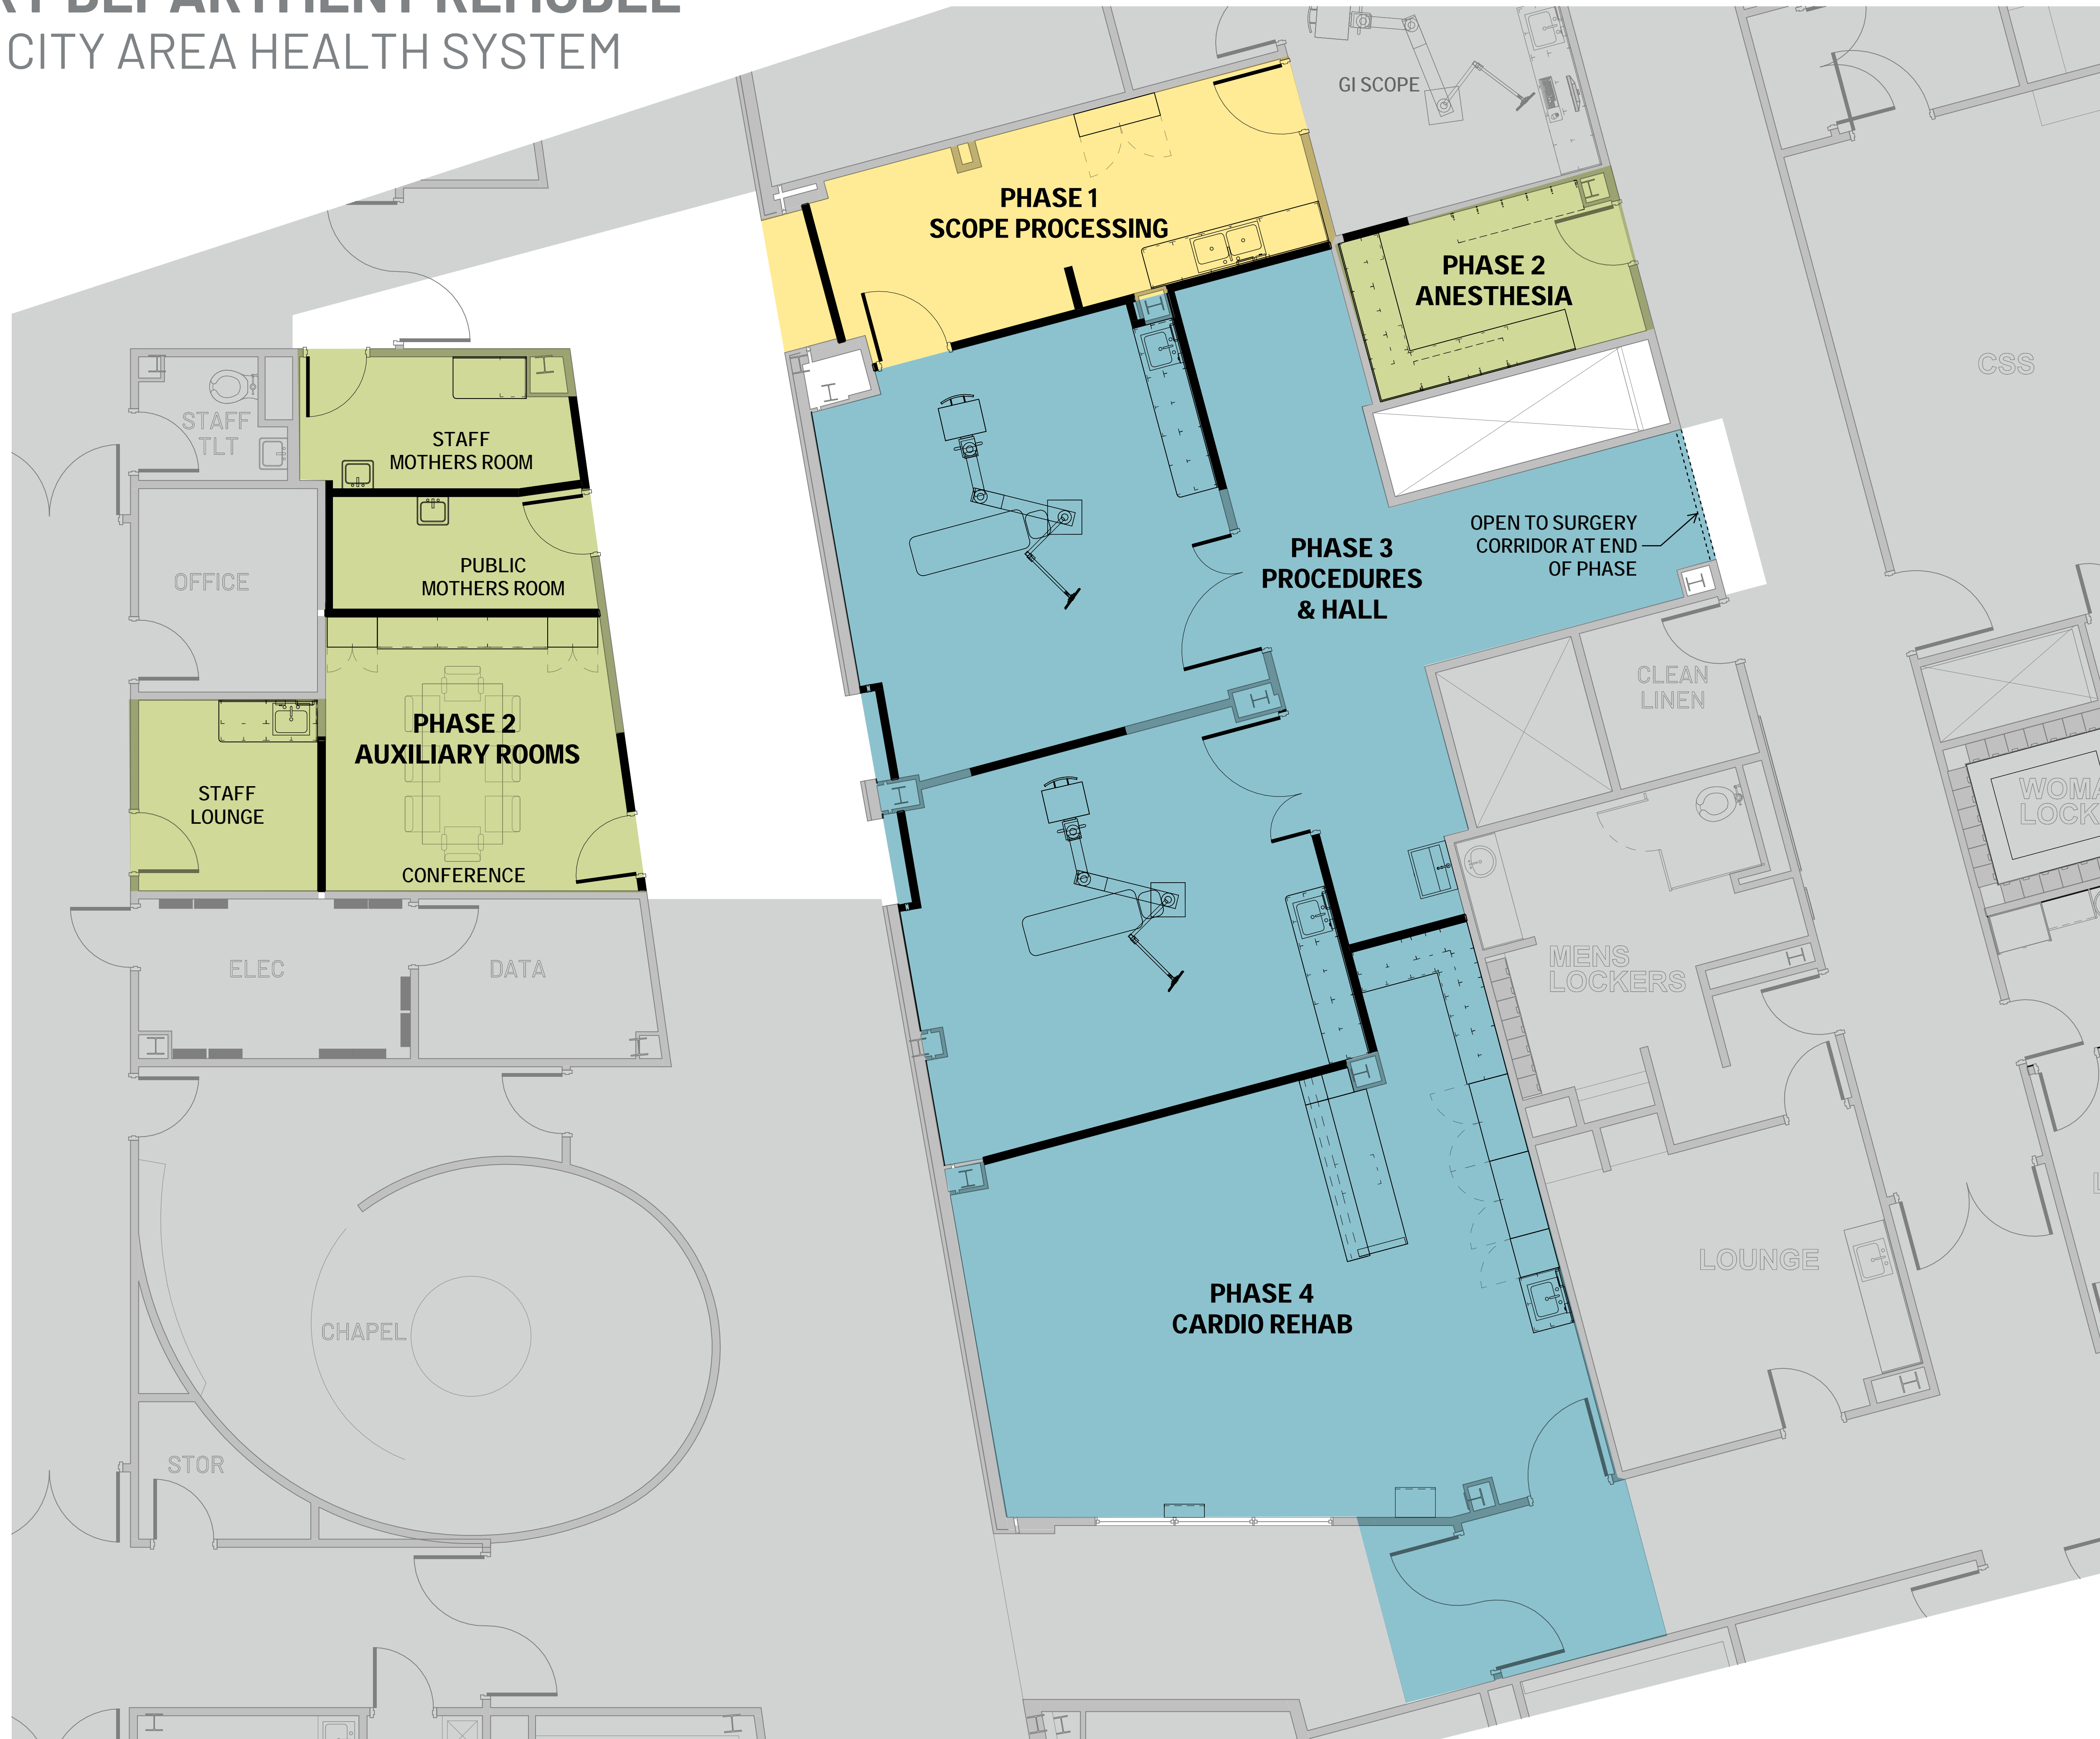 DEPARTMENT REMODEL
CITY AREA HEALTH SYSTEM
GI SCOPE
PHASE 1
SCOPE PROCESSING
PHASE 2
ANESTHESIA
CSS
STAFF
TLT
STAFF
MOTHERS ROOM
OFFICE
PUBLIC
MOTHERS ROOM
PHASE 3
PROCEDURES
& HALL
OPEN TO SURGERY
CORRIDOR AT END
OF PHASE
CLEAN
LINEN
PHASE 2
AUXILIARY ROOMS
STAFF
LOUNGE
CONFERENCE
ELEC
DATA
MENS
LOCKERS
LOUNGE
PHASE 4
CARDIO REHAB
CHAPEL
STOR